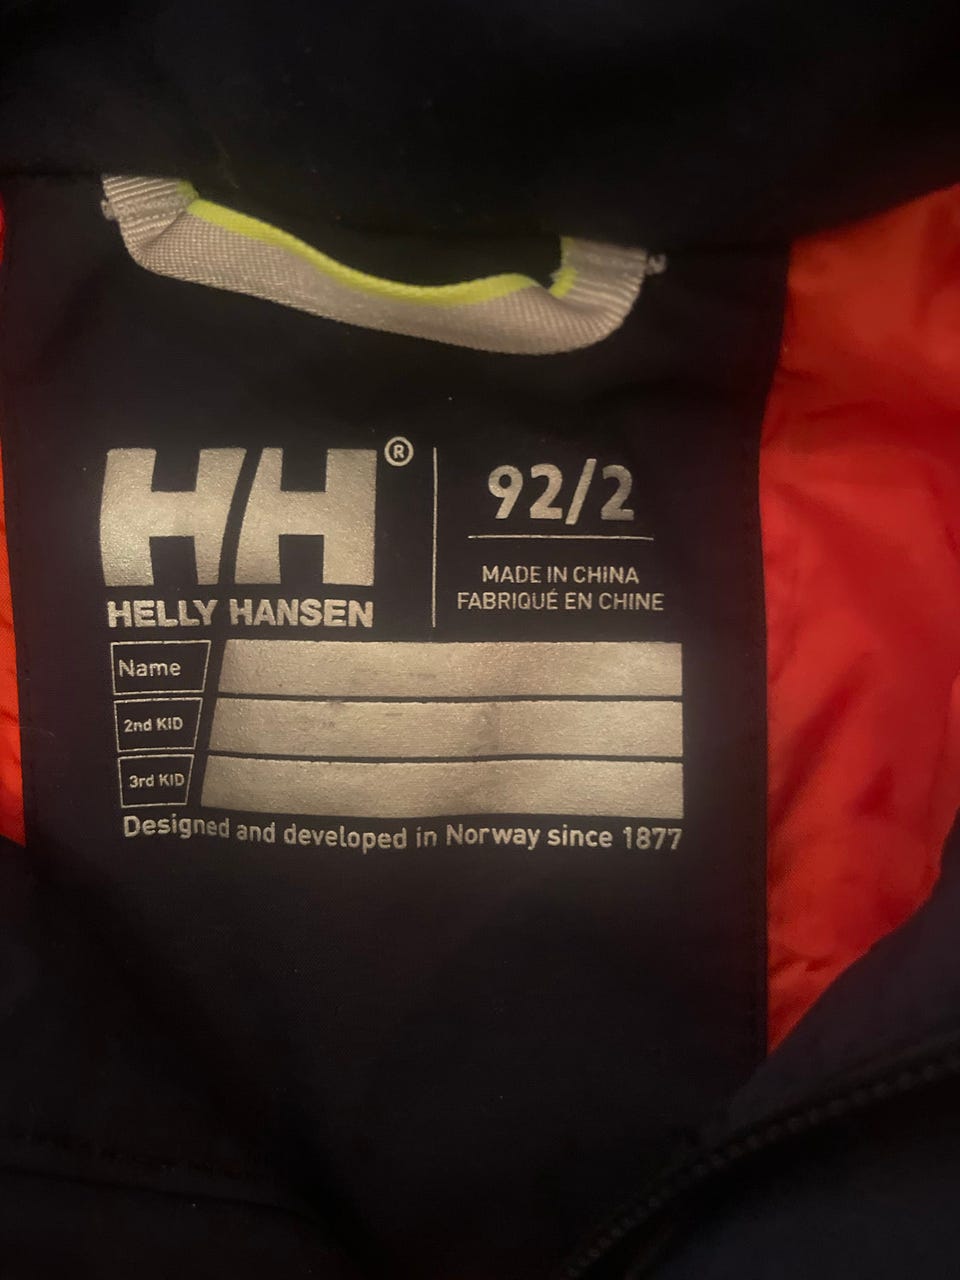 HH®
HELLY HANSEN
92/2
MADE IN CHINA
FABRIQUÉ EN CHINE
Name
2nd KID
3rd KID
Designed and developed in Norway since 1877